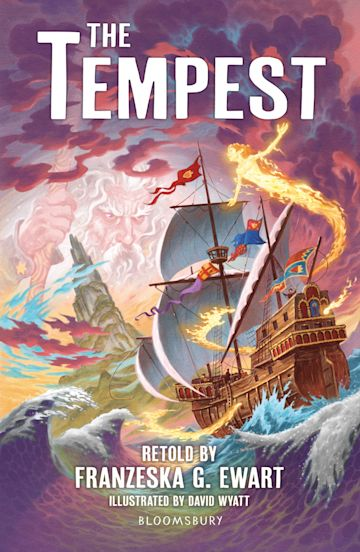 THE
TEMPEST
RETOLD BY
FRANZESKA G. EWART
ILLUSTRATED BY DAVID WYATT
BLOOMSBURY